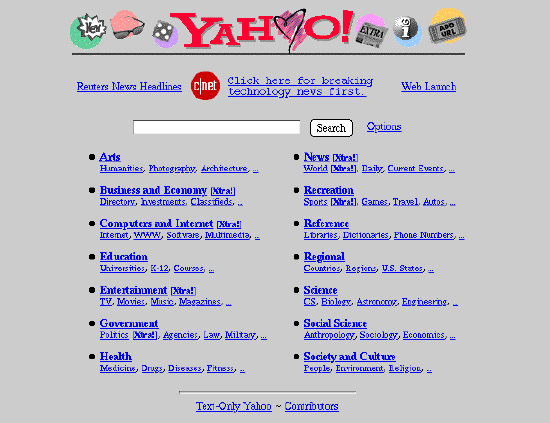 New YAHOO! EXTRA 1 ADD URL
Reuters News Headlines c|net Click here for breaking technology news first. Web Launch
Search Options
Arts
Humanities, Photography, Architecture, ...
Business and Economy [Xtra!]
Directory, Investments, Classifieds, ...
Computers and Internet [Xtra!]
Internet, WWW, Software, Multimedia, ...
Education
Universities, K-12, Courses, ...
Entertainment [Xtra!]
TV, Movies, Music, Magazines, ...
Government
Politics [Xtra!], Agencies, Law, Military, ...
Health
Medicine, Drugs, Diseases, Fitness, ...
News [Xtra!]
World [Xtra!], Daily, Current Events, ...
Recreation
Sports [Xtra!], Games, Travel, Autos, ...
Reference
Libraries, Dictionaries, Phone Numbers, ...
Regional
Countries, Regions, U.S. States, ...
Science
CS, Biology, Astronomy, Engineering, ...
Social Science
Anthropology, Sociology, Economics, ...
Society and Culture
People, Environment, Religion, ...
Text-Only Yahoo ~ Contributors